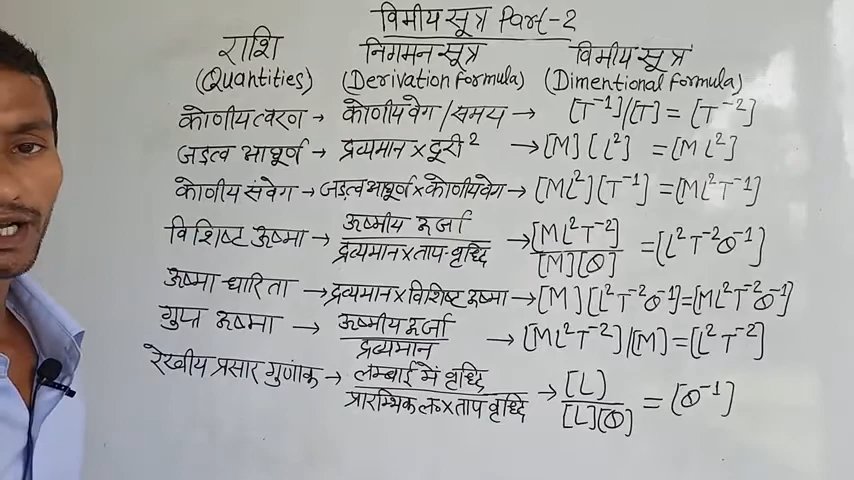 विमीय सूत्र Part-2
राशि निगमन सूत्र विमीय सूत्र
(Quantities) (Derivation formula) (Dimentional formula)
कोणीय त्वरण → कोणीय वेग / समय → [T⁻¹]/[T] = [T⁻²]
जड़त्व आघूर्ण → द्रव्यमान × दूरी² → [M] [L²] = [ML²]
कोणीय संवेग → जड़त्व आघूर्ण × कोणीय वेग → [ML²][T⁻¹] = [ML²T⁻¹]
विशिष्ट ऊष्मा → ऊष्मीय ऊर्जा / द्रव्यमान × ताप-वृध्दि → [ML²T⁻²] / [M][θ] = [L²T⁻²θ⁻¹]
ऊष्मा-धारिता → द्रव्यमान × विशिष्ट ऊष्मा → [M][L²T⁻²θ⁻¹] = [ML²T⁻²θ⁻¹]
गुप्त ऊष्मा → ऊष्मीय ऊर्जा / द्रव्यमान → [ML²T⁻²]/[M] = [L²T⁻²]
रेखीय प्रसार गुणांक → लम्बाई में वृध्दि / प्रारम्भिक ल० × ताप वृध्दि → [L] / [L][θ] = [θ⁻¹]